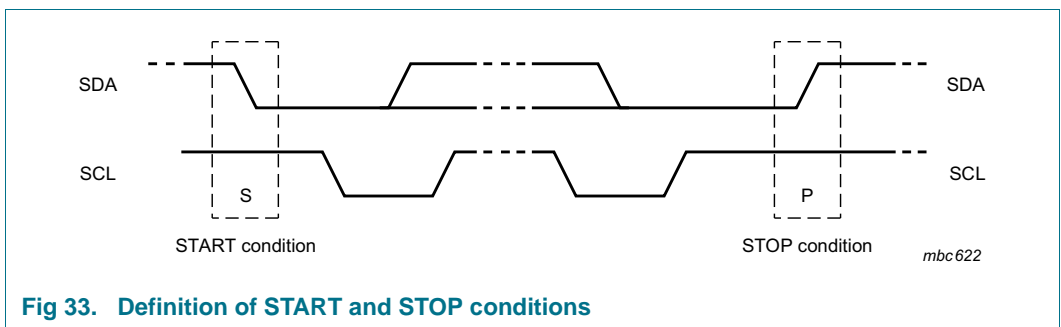 SDA SDA
SCL SCL
S P
START condition STOP condition
mbc622
Fig 33. Definition of START and STOP conditions